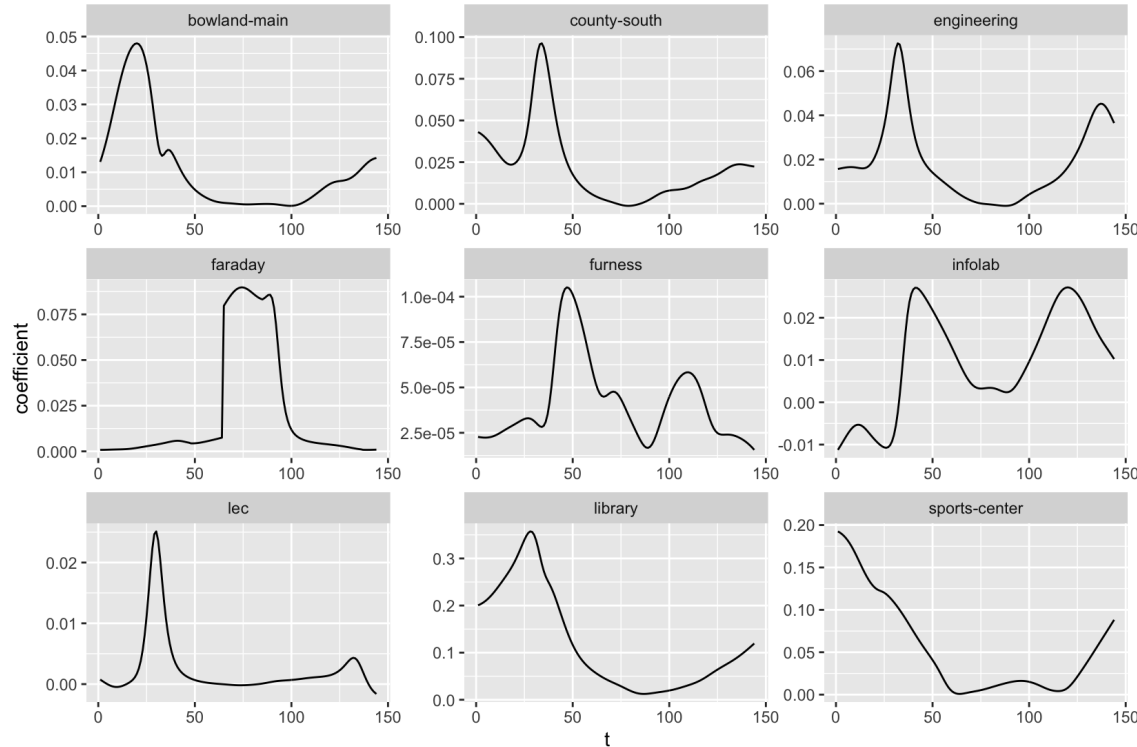 bowland-main
county-south
engineering
0.05
0.04
0.03
0.02
0.01
0.00
0 50 100 150
0.100
0.075
0.050
0.025
0.000
0 50 100 150
0.06
0.04
0.02
0.00
0 50 100 150
faraday
furness
infolab
0.075
0.050
0.025
0.000
0 50 100 150
1.0e-04
7.5e-05
5.0e-05
2.5e-05
0 50 100 150
0.02
0.01
0.00
-0.01
0 50 100 150
lec
library
sports-center
0.02
0.01
0.00
0 50 100 150
0.3
0.2
0.1
0.0
0 50 100 150
0.20
0.15
0.10
0.05
0.00
0 50 100 150
coefficient
t